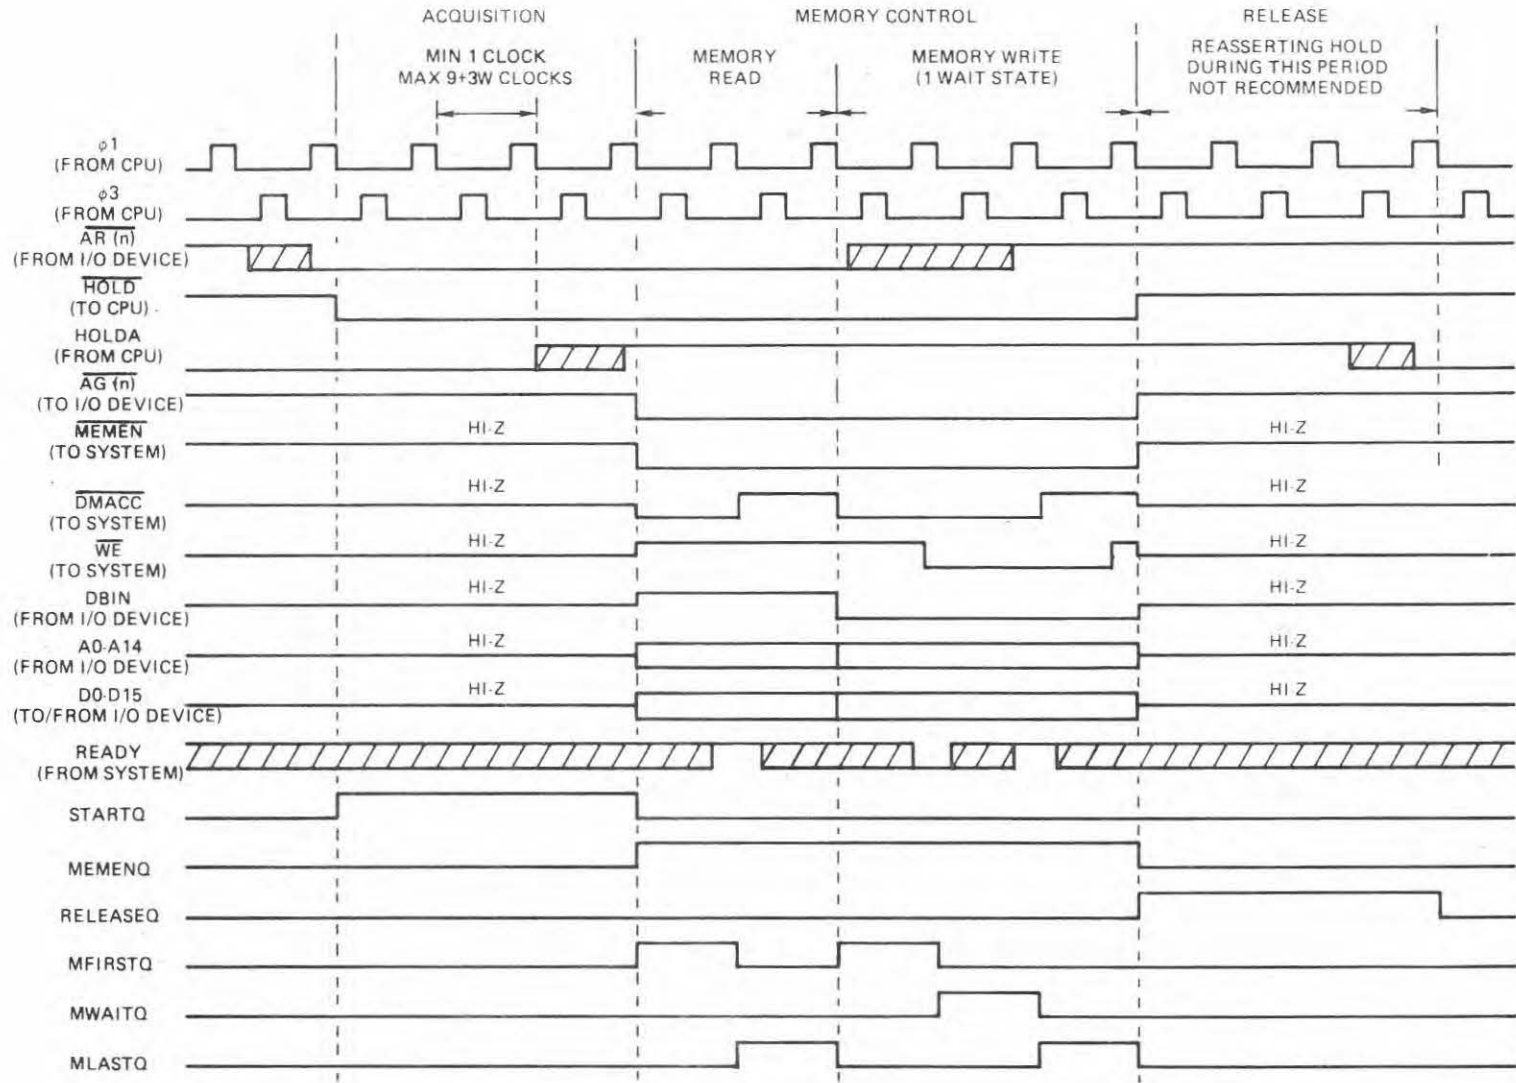 ACQUISITION
MEMORY CONTROL
RELEASE
MIN 1 CLOCK
MAX 9+3W CLOCKS
MEMORY
READ
MEMORY WRITE
(1 WAIT STATE)
REASSERTING HOLD
DURING THIS PERIOD
NOT RECOMMENDED
φ1
(FROM CPU)
φ3
(FROM CPU)
AR (n)
(FROM I/O DEVICE)
HOLD
(TO CPU)
HOLDA
(FROM CPU)
AG (n)
(TO I/O DEVICE)
MEMEN
(TO SYSTEM)
HI-Z
HI-Z
DMACC
(TO SYSTEM)
HI-Z
HI-Z
WE
(TO SYSTEM)
HI-Z
HI-Z
DBIN
(FROM I/O DEVICE)
HI-Z
HI-Z
A0-A14
(FROM I/O DEVICE)
HI-Z
HI-Z
D0-D15
(TO/FROM I/O DEVICE)
HI-Z
HI-Z
READY
(FROM SYSTEM)
STARTQ
MEMENQ
RELEASEQ
MFIRSTQ
MWAITQ
MLASTQ